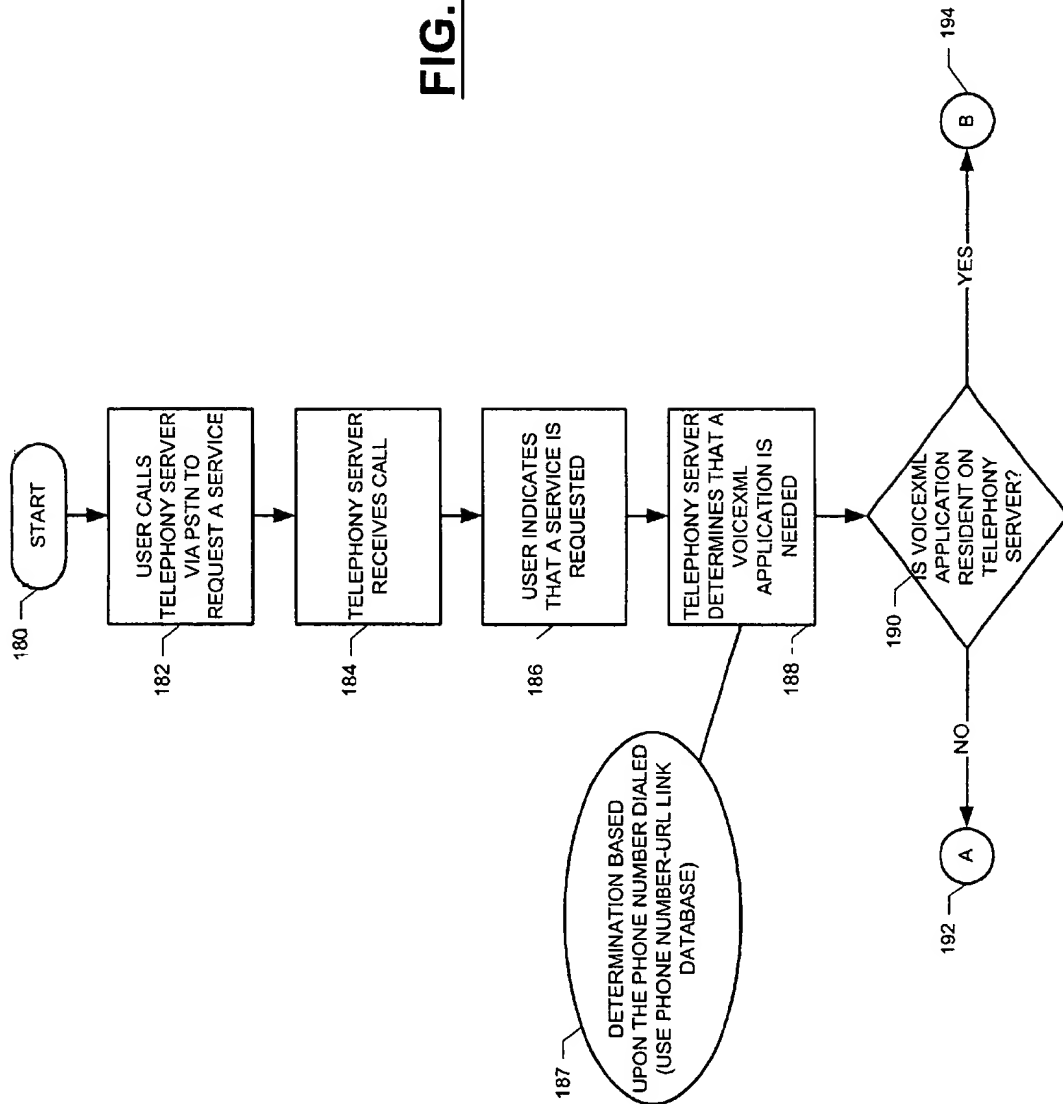 FIG.
START
180
USER CALLS
TELEPHONY SERVER
VIA PSTN TO
REQUEST A SERVICE
182
TELEPHONY SERVER
RECEIVES CALL
184
USER INDICATES
THAT A SERVICE IS
REQUESTED
186
TELEPHONY SERVER
DETERMINES THAT A
VOICEXML
APPLICATION IS
NEEDED
188
DETERMINATION BASED
UPON THE PHONE NUMBER DIALED
(USE PHONE NUMBER-URL LINK
DATABASE)
187
IS VOICEXML
APPLICATION
RESIDENT ON
TELEPHONY
SERVER?
190
NO
A
192
YES
B
194